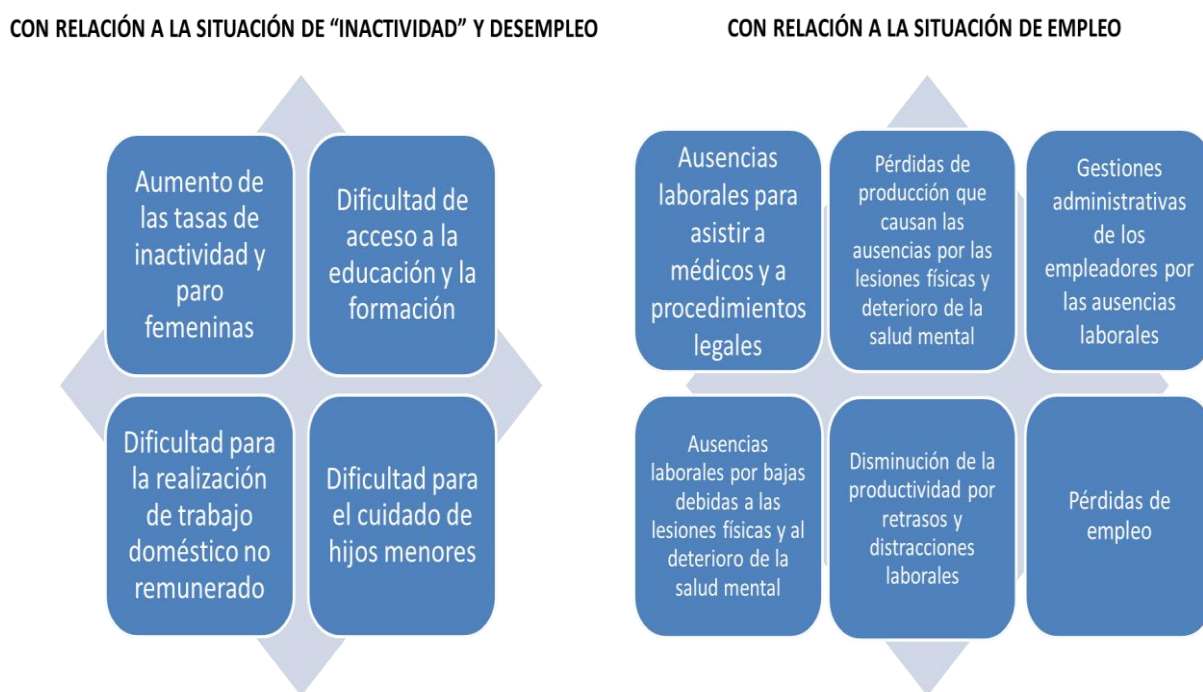 CON RELACIÓN A LA SITUACIÓN DE “INACTIVIDAD” Y DESEMPLEO
Aumento de
las tasas de
inactividad y
paro
femeninas
Dificultad de
acceso a la
educación y la
formación
Dificultad para
la realización
de trabajo
doméstico no
remunerado
Dificultad para
el cuidado de
hijos menores
CON RELACIÓN A LA SITUACIÓN DE EMPLEO
Ausencias
laborales para
asistir a
médicos y a
procedimientos
legales
Pérdidas de
producción que
causan las
ausencias por las
lesiones físicas y
deterioro de la
salud mental
Gestiones
administrativas
de los
empleadores por
las ausencias
laborales
Ausencias
laborales por bajas
debidas a las
lesiones físicas y al
deterioro de la
salud mental
Disminución de la
productividad por
retrasos y
distracciones
laborales
Pérdidas de
empleo